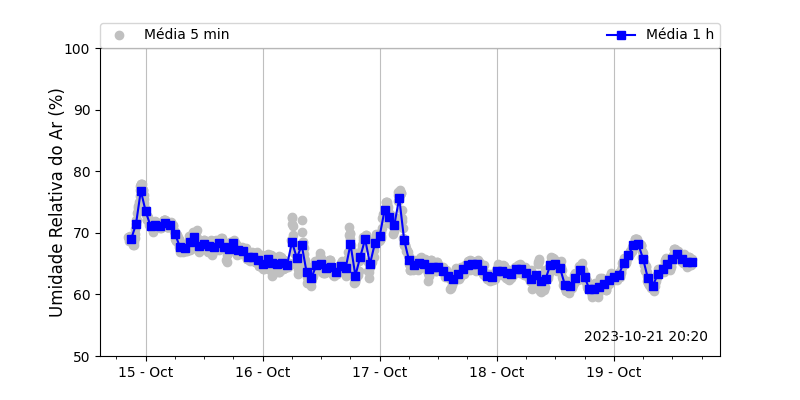 Média 5 min
Média 1 h
Umidade Relativa do Ar (%)
100
90
80
70
60
50
2023-10-21 20:20
15 - Oct
16 - Oct
17 - Oct
18 - Oct
19 - Oct